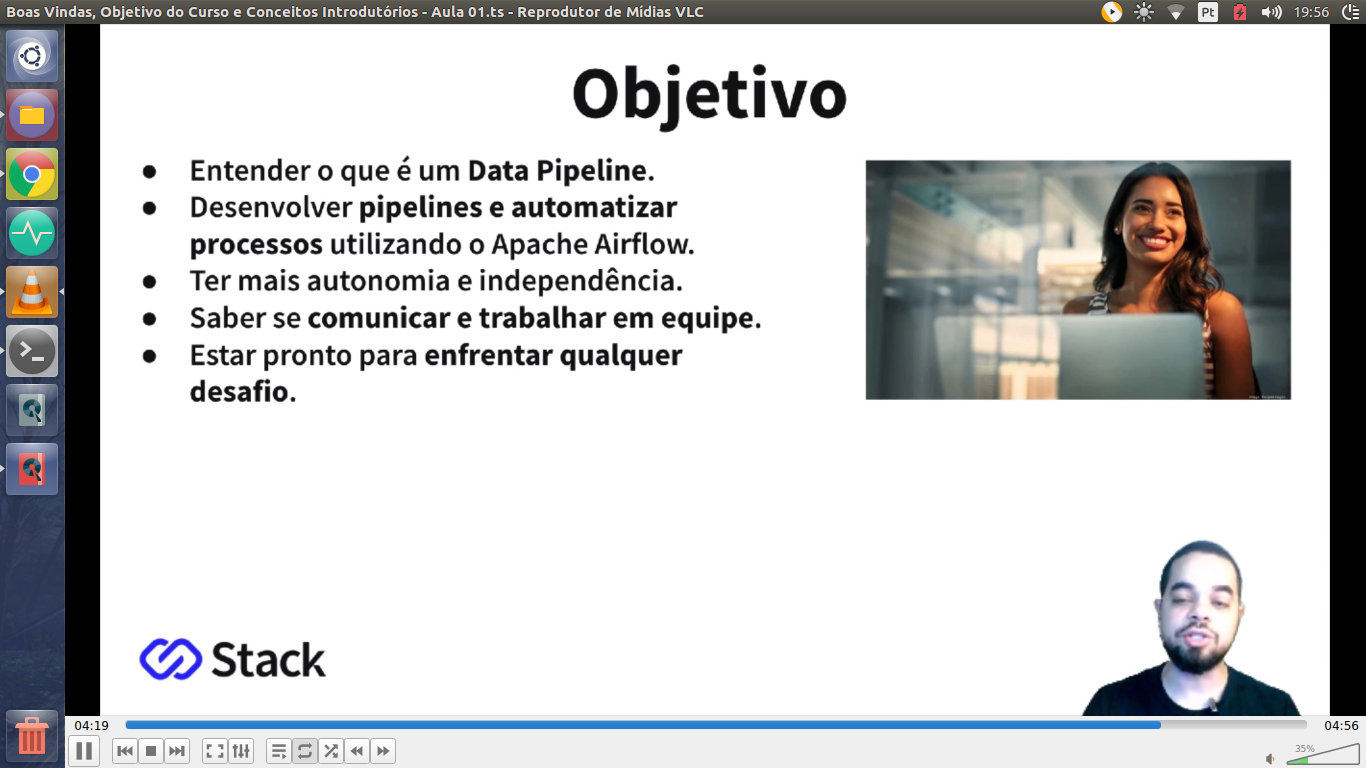 Boas Vindas, Objetivo do Curso e Conceitos Introdutórios - Aula 01.ts - Reprodutor de Mídias VLC
Pt
19:56
Objetivo
● Entender o que é um Data Pipeline.
● Desenvolver pipelines e automatizar
processos utilizando o Apache Airflow.
● Ter mais autonomia e independência.
● Saber se comunicar e trabalhar em equipe.
● Estar pronto para enfrentar qualquer
desafio.
Stack
04:19
04:56
35%